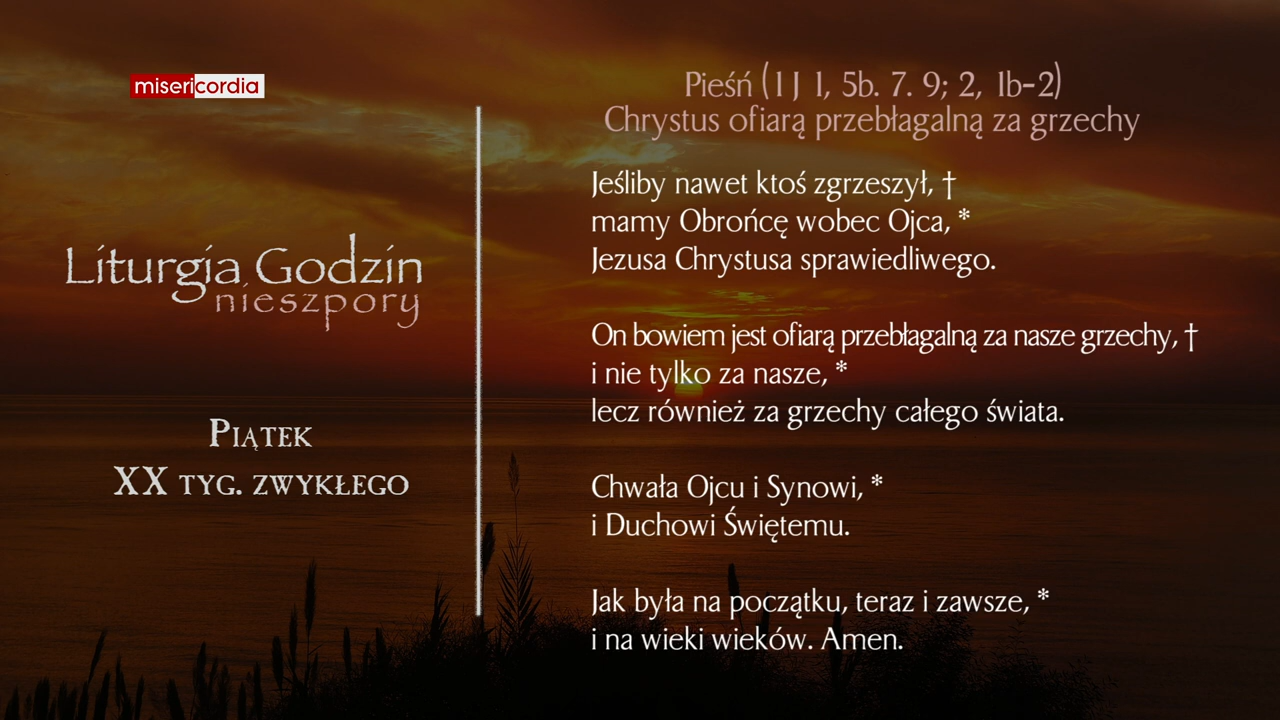 misericordia
Liturgia Godzin
nieszpory
Piątek
XX tyg. zwykłego
Pieśń (1 J 1, 5b. 7. 9; 2, 1b-2)
Chrystus ofiarą przebłagalną za grzechy
Jeśliby nawet ktoś zgrzeszył, †
mamy Obrońcę wobec Ojca, *
Jezusa Chrystusa sprawiedliwego.
On bowiem jest ofiarą przebłagalną za nasze grzechy, †
i nie tylko za nasze, *
lecz również za grzechy całego świata.
Chwała Ojcu i Synowi, *
i Duchowi Świętemu.
Jak była na początku, teraz i zawsze, *
i na wieki wieków. Amen.